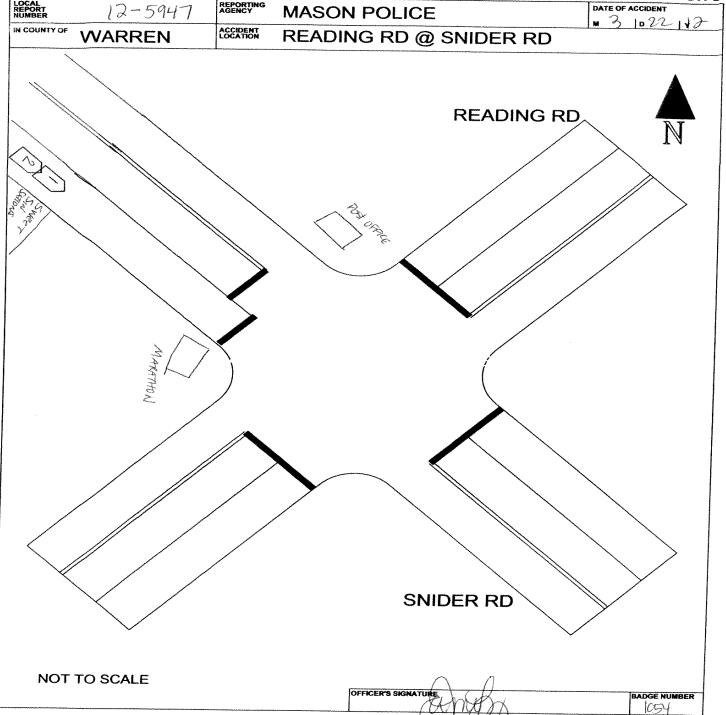 LOCAL REPORT NUMBER 12-5947
REPORTING AGENCY MASON POLICE
DATE OF ACCIDENT
M 3 D 22 Y 12
IN COUNTY OF WARREN
ACCIDENT LOCATION READING RD @ SNIDER RD
READING RD
N
2
1
SWEET
SIN
POST OFFICE
MARATHON
SNIDER RD
NOT TO SCALE
OFFICER'S SIGNATURE
BADGE NUMBER
1054